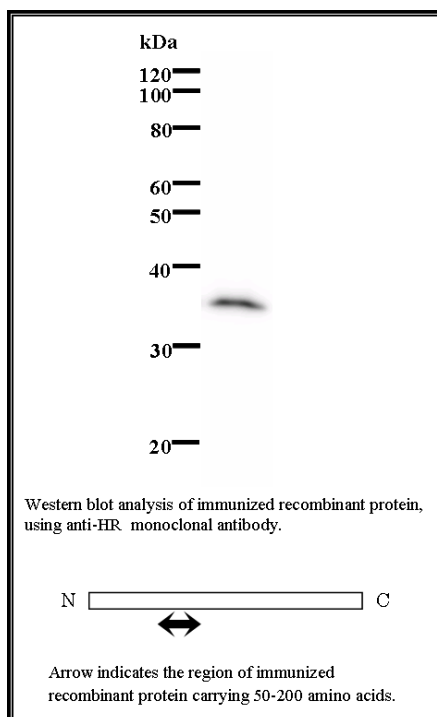 kDa
120
100
80
60
50
40
30
20
Western blot analysis of immunized recombinant protein,
using anti-HR monoclonal antibody.
N C
Arrow indicates the region of immunized
recombinant protein carrying 50-200 amino acids.